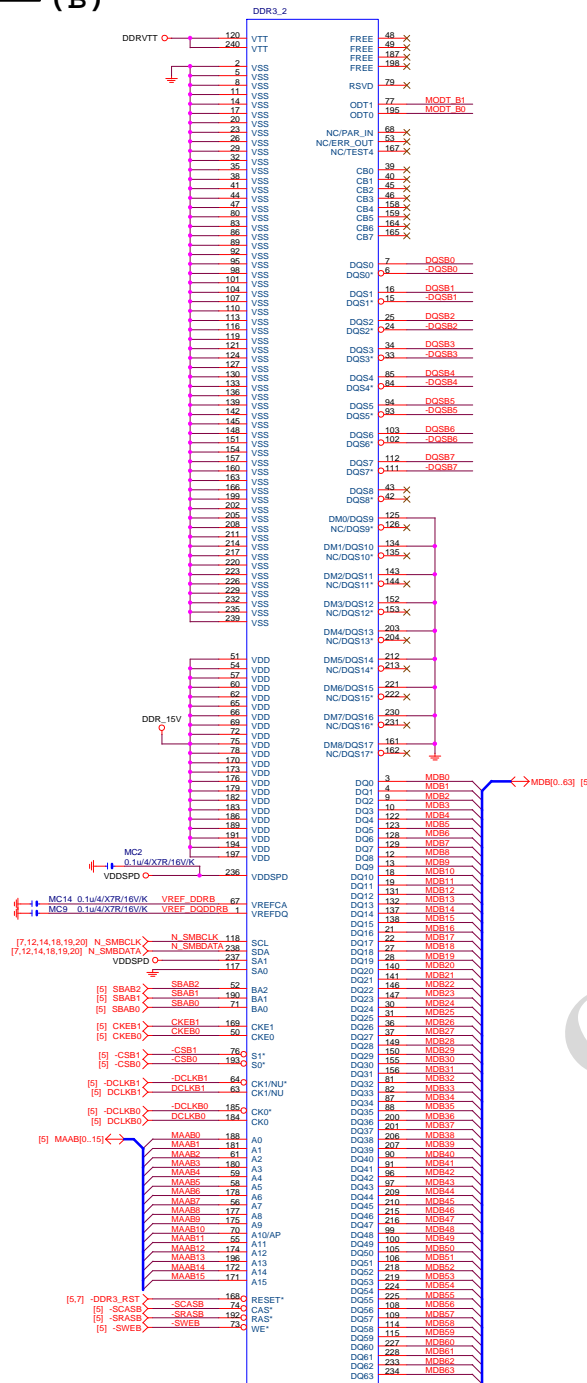 (B)
DDR3_2
DDRVTT 120 VTT
240 VTT
2 VSS
5 VSS
8 VSS
11 VSS
14 VSS
17 VSS
20 VSS
23 VSS
26 VSS
29 VSS
32 VSS
35 VSS
38 VSS
41 VSS
44 VSS
47 VSS
80 VSS
83 VSS
86 VSS
89 VSS
92 VSS
95 VSS
98 VSS
101 VSS
104 VSS
107 VSS
110 VSS
113 VSS
116 VSS
119 VSS
121 VSS
124 VSS
127 VSS
130 VSS
133 VSS
136 VSS
139 VSS
142 VSS
145 VSS
148 VSS
151 VSS
154 VSS
157 VSS
160 VSS
163 VSS
166 VSS
199 VSS
202 VSS
205 VSS
208 VSS
211 VSS
214 VSS
217 VSS
220 VSS
223 VSS
226 VSS
229 VSS
232 VSS
235 VSS
239 VSS
51 VDD
54 VDD
57 VDD
60 VDD
62 VDD
65 VDD
66 VDD
69 VDD
DDR_15V 72 VDD
75 VDD
78 VDD
170 VDD
173 VDD
176 VDD
179 VDD
182 VDD
183 VDD
186 VDD
189 VDD
191 VDD
194 VDD
197 VDD
MC2
0.1u/4/X7R/16V/K
VDDSPD 236 VDDSPD
MC14 0.1u/4/X7R/16V/K VREF_DDRB 67 VREFCA
MC9 0.1u/4/X7R/16V/K VREF_DQDDRB 1 VREFDQ
[7,12,14,18,19,20] N_SMBCLK N_SMBCLK 118 SCL
[7,12,14,18,19,20] N_SMBDATA N_SMBDATA 238 SDA
VDDSPD 237 SA1
117 SA0
[5] SBAB2 SBAB2 52 BA2
[5] SBAB1 SBAB1 190 BA1
[5] SBAB0 SBAB0 71 BA0
[5] CKEB1 CKEB1 169 CKE1
[5] CKEB0 CKEB0 50 CKE0
[5] -CSB1 -CSB1 76 S1*
[5] -CSB0 -CSB0 193 S0*
[5] -DCLKB1 -DCLKB1 64 CK1/NU*
[5] DCLKB1 DCLKB1 63 CK1/NU
[5] -DCLKB0 -DCLKB0 185 CK0*
[5] DCLKB0 DCLKB0 184 CK0
[5] MAAB[0..15] MAAB0 188 A0
MAAB1 181 A1
MAAB2 61 A2
MAAB3 180 A3
MAAB4 59 A4
MAAB5 58 A5
MAAB6 178 A6
MAAB7 56 A7
MAAB8 177 A8
MAAB9 175 A9
MAAB10 70 A10/AP
MAAB11 55 A11
MAAB12 174 A12
MAAB13 196 A13
MAAB14 172 A14
MAAB15 171 A15
[5,7] -DDR3_RST 168 RESET*
[5] -SCASB -SCASB 74 CAS*
[5] -SRASB -SRASB 192 RAS*
[5] -SWEB -SWEB 73 WE*
FREE 48
FREE 49
FREE 187
FREE 198
RSVD 79
ODT1 77 MODT_B1
ODT0 195 MODT_B0
NC/PAR_IN 68
NC/ERR_OUT 53
NC/TEST4 167
CB0 39
CB1 40
CB2 45
CB3 46
CB4 158
CB5 159
CB6 164
CB7 165
DQS0 7 DQSB0
DQS0* 6 -DQSB0
DQS1 16 DQSB1
DQS1* 15 -DQSB1
DQS2 25 DQSB2
DQS2* 24 -DQSB2
DQS3 34 DQSB3
DQS3* 33 -DQSB3
DQS4 85 DQSB4
DQS4* 84 -DQSB4
DQS5 94 DQSB5
DQS5* 93 -DQSB5
DQS6 103 DQSB6
DQS6* 102 -DQSB6
DQS7 112 DQSB7
DQS7* 111 -DQSB7
DQS8 43
DQS8* 42
DM0/DQS9 125
NC/DQS9* 126
DM1/DQS10 134
NC/DQS10* 135
DM2/DQS11 143
NC/DQS11* 144
DM3/DQS12 152
NC/DQS12* 153
DM4/DQS13 203
NC/DQS13* 204
DM5/DQS14 212
NC/DQS14* 213
DM6/DQS15 221
NC/DQS15* 222
DM7/DQS16 230
NC/DQS16* 231
DM8/DQS17 161
NC/DQS17* 162
DQ0 3 MDB0 MDB[0..63] [5
DQ1 4 MDB1
DQ2 9 MDB2
DQ3 10 MDB3
DQ4 122 MDB4
DQ5 123 MDB5
DQ6 128 MDB6
DQ7 129 MDB7
DQ8 12 MDB8
DQ9 13 MDB9
DQ10 18 MDB10
DQ11 19 MDB11
DQ12 131 MDB12
DQ13 132 MDB13
DQ14 137 MDB14
DQ15 138 MDB15
DQ16 21 MDB16
DQ17 22 MDB17
DQ18 27 MDB18
DQ19 28 MDB19
DQ20 140 MDB20
DQ21 141 MDB21
DQ22 146 MDB22
DQ23 147 MDB23
DQ24 30 MDB24
DQ25 31 MDB25
DQ26 36 MDB26
DQ27 37 MDB27
DQ28 149 MDB28
DQ29 150 MDB29
DQ30 155 MDB30
DQ31 156 MDB31
DQ32 81 MDB32
DQ33 82 MDB33
DQ34 87 MDB34
DQ35 88 MDB35
DQ36 200 MDB36
DQ37 201 MDB37
DQ38 206 MDB38
DQ39 207 MDB39
DQ40 90 MDB40
DQ41 91 MDB41
DQ42 96 MDB42
DQ43 97 MDB43
DQ44 209 MDB44
DQ45 210 MDB45
DQ46 215 MDB46
DQ47 216 MDB47
DQ48 99 MDB48
DQ49 100 MDB49
DQ50 105 MDB50
DQ51 106 MDB51
DQ52 218 MDB52
DQ53 219 MDB53
DQ54 224 MDB54
DQ55 225 MDB55
DQ56 108 MDB56
DQ57 109 MDB57
DQ58 114 MDB58
DQ59 115 MDB59
DQ60 227 MDB60
DQ61 228 MDB61
DQ62 233 MDB62
DQ63 234 MDB63